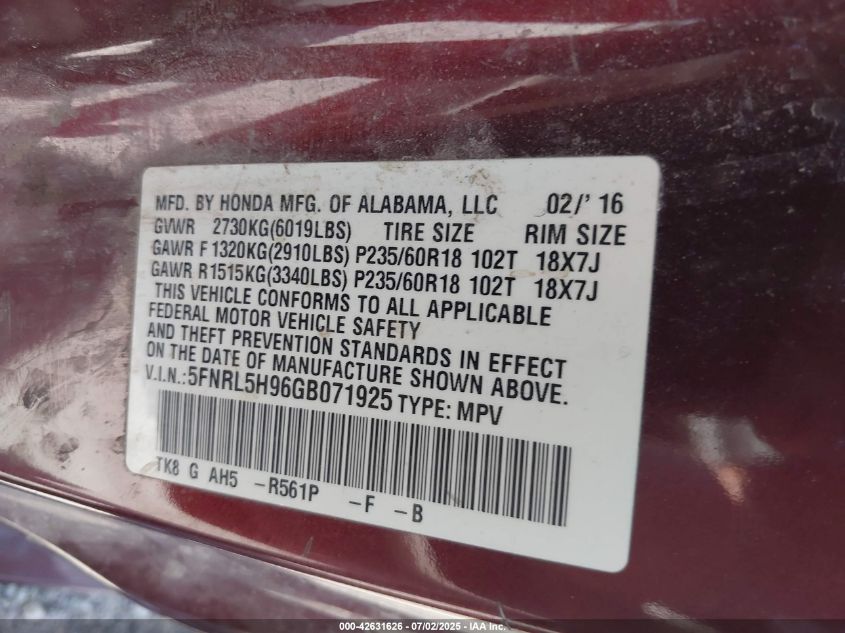 MFD. BY HONDA MFG. OF ALABAMA, LLC 02/' 16
GVWR 2730KG(6019LBS) TIRE SIZE RIM SIZE
GAWR F 1320KG(2910LBS) P235/60R18 102T 18X7J
GAWR R1515KG(3340LBS) P235/60R18 102T 18X7J
THIS VEHICLE CONFORMS TO ALL APPLICABLE
FEDERAL MOTOR VEHICLE SAFETY
AND THEFT PREVENTION STANDARDS IN EFFECT
ON THE DATE OF MANUFACTURE SHOWN ABOVE.
V.I.N.:5FNRL5H96GB071925 TYPE: MPV
TK8 G AH5 -R561P -F -B
000-42631626 - 07/02/2025 - IAA Inc.